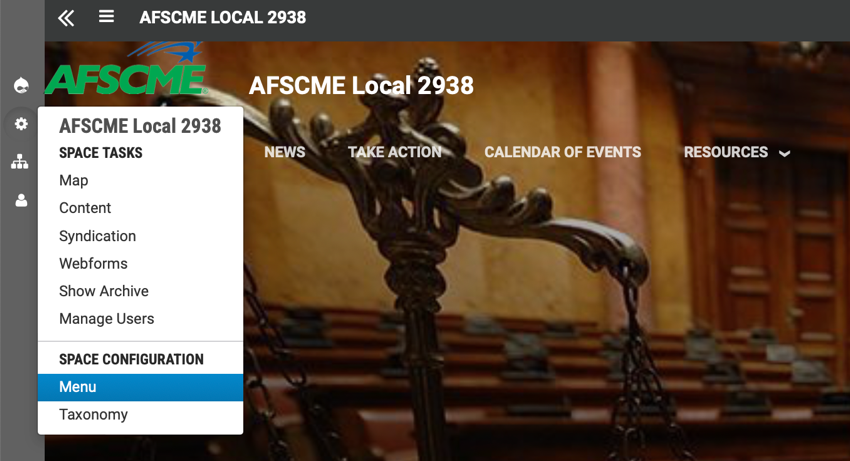 AFSCME LOCAL 2938
AFSCME
AFSCME Local 2938
NEWS TAKE ACTION CALENDAR OF EVENTS RESOURCES
AFSCME Local 2938
SPACE TASKS
Map
Content
Syndication
Webforms
Show Archive
Manage Users
SPACE CONFIGURATION
Menu
Taxonomy